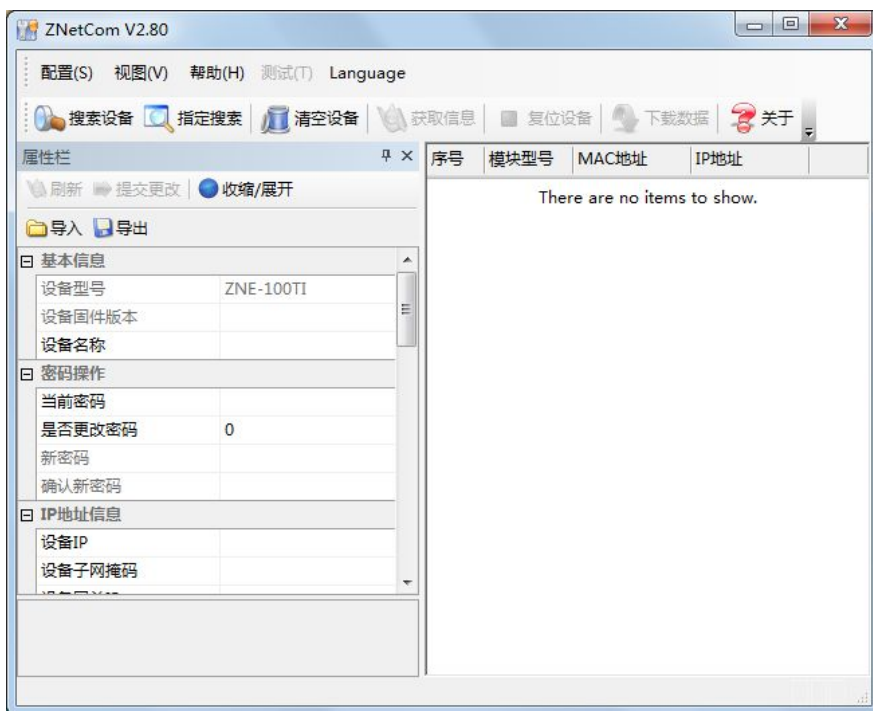 ZNetCom V2.80
配置(S) 视图(V) 帮助(H) 测试(T) Language
搜索设备 指定搜索 清空设备 获取信息 复位设备 下载数据 关于
属性栏
刷新 提交更改 收缩/展开
导入 导出
基本信息
设备型号 ZNE-100TI
设备固件版本
设备名称
密码操作
当前密码
是否更改密码 0
新密码
确认新密码
IP地址信息
设备IP
设备子网掩码
序号 模块型号 MAC地址 IP地址
There are no items to show.